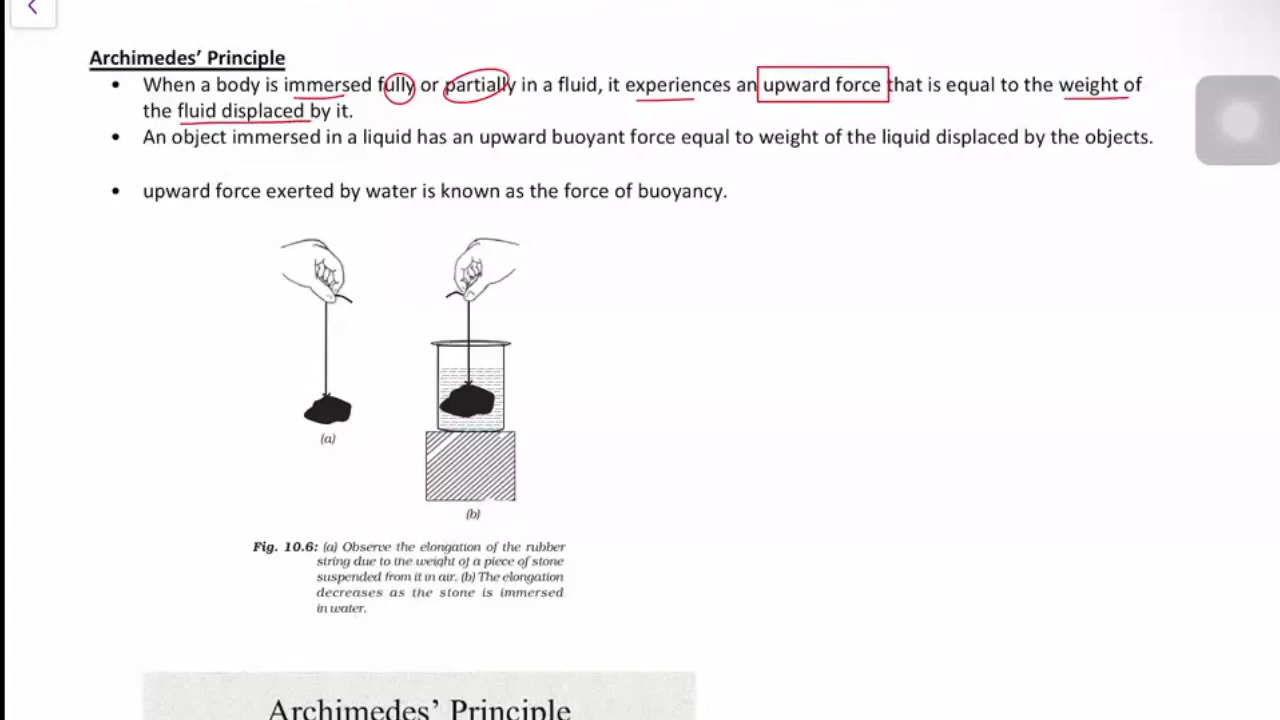 Archimedes’ Principle
• When a body is immersed fully or partially in a fluid, it experiences an upward force that is equal to the weight of
the fluid displaced by it.
• An object immersed in a liquid has an upward buoyant force equal to weight of the liquid displaced by the objects.
• upward force exerted by water is known as the force of buoyancy.
(a)
(b)
Fig. 10.6: (a) Observe the elongation of the rubber
string due to the weight of a piece of stone
suspended from it in air. (b) The elongation
decreases as the stone is immersed
in water.
Archimedes’ Principle